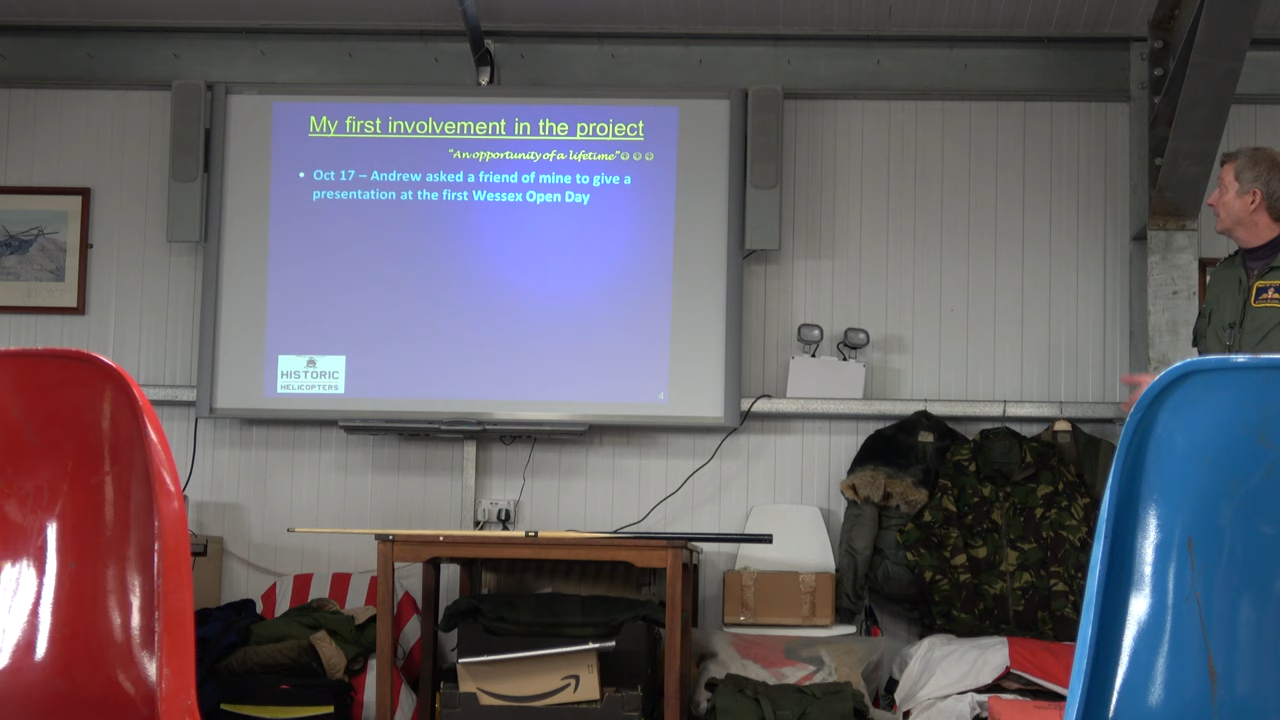 My first involvement in the project
"An opportunity of a lifetime"☺ ☺ ☺
• Oct 17 – Andrew asked a friend of mine to give a
presentation at the first Wessex Open Day
HISTORIC
HELICOPTERS
4